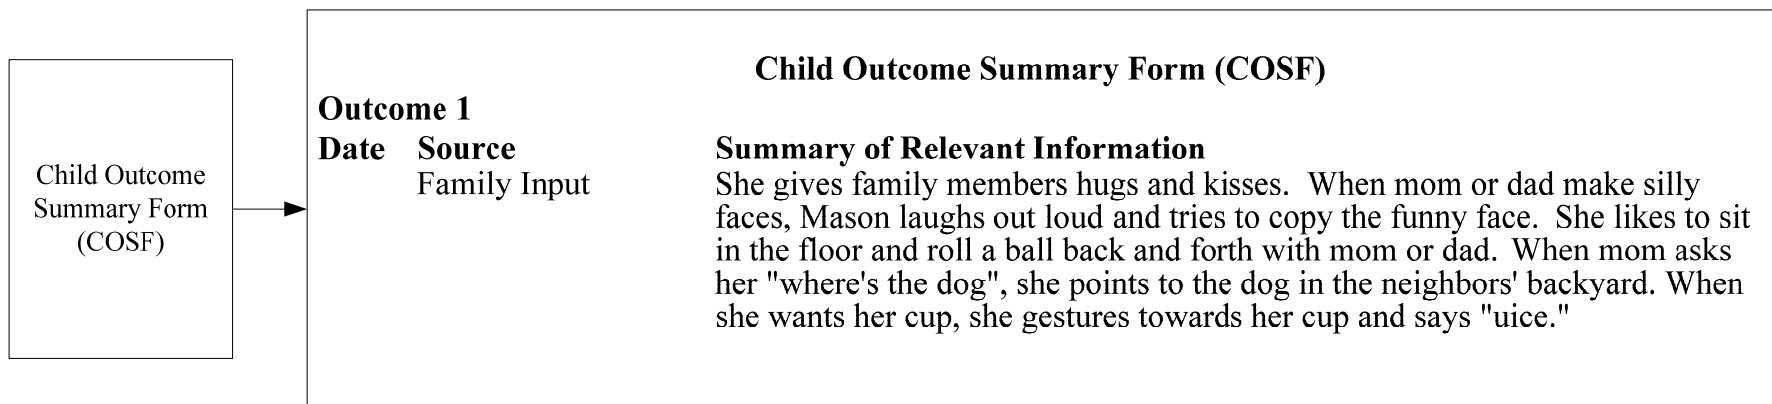 Child Outcome
Summary Form
(COSF)
Child Outcome Summary Form (COSF)
Outcome 1
Date Source Summary of Relevant Information
Family Input She gives family members hugs and kisses.  When mom or dad make silly
faces, Mason laughs out loud and tries to copy the funny face.  She likes to sit
in the floor and roll a ball back and forth with mom or dad.  When mom asks
her "where's the dog", she points to the dog in the neighbors' backyard. When
she wants her cup, she gestures towards her cup and says "uice."